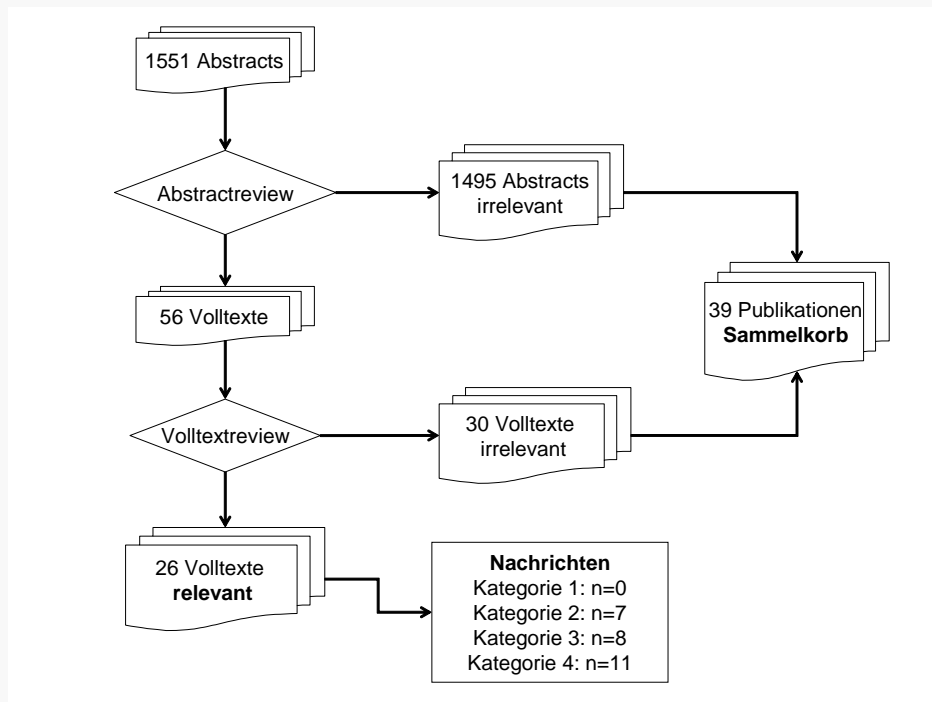 1551 Abstracts
Abstractreview
1495 Abstracts
irrelevant
56 Volltexte
39 Publikationen
Sammelkorb
Volltextreview
30 Volltexte
irrelevant
26 Volltexte
relevant
Nachrichten
Kategorie 1: n=0
Kategorie 2: n=7
Kategorie 3: n=8
Kategorie 4: n=11